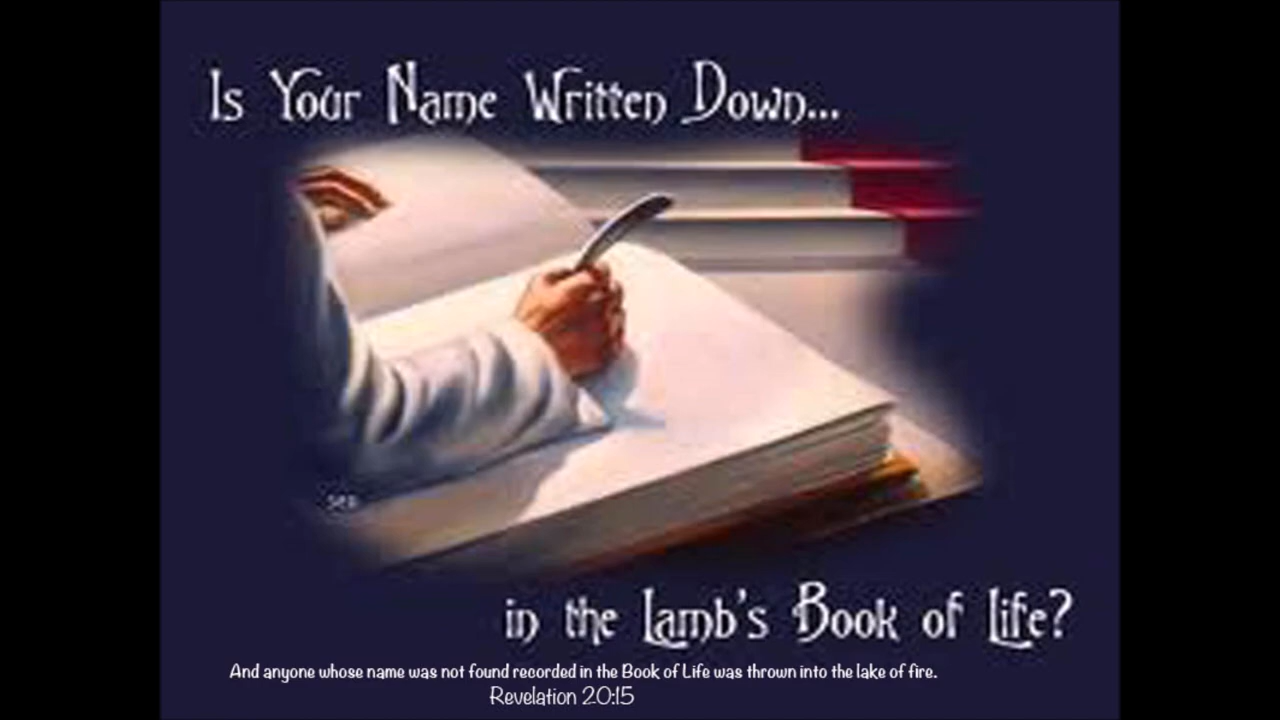 Is Your Name Written Down...
in the Lamb's Book of Life?
And anyone whose name was not found recorded in the Book of Life was thrown into the lake of fire.
Revelation 20:15